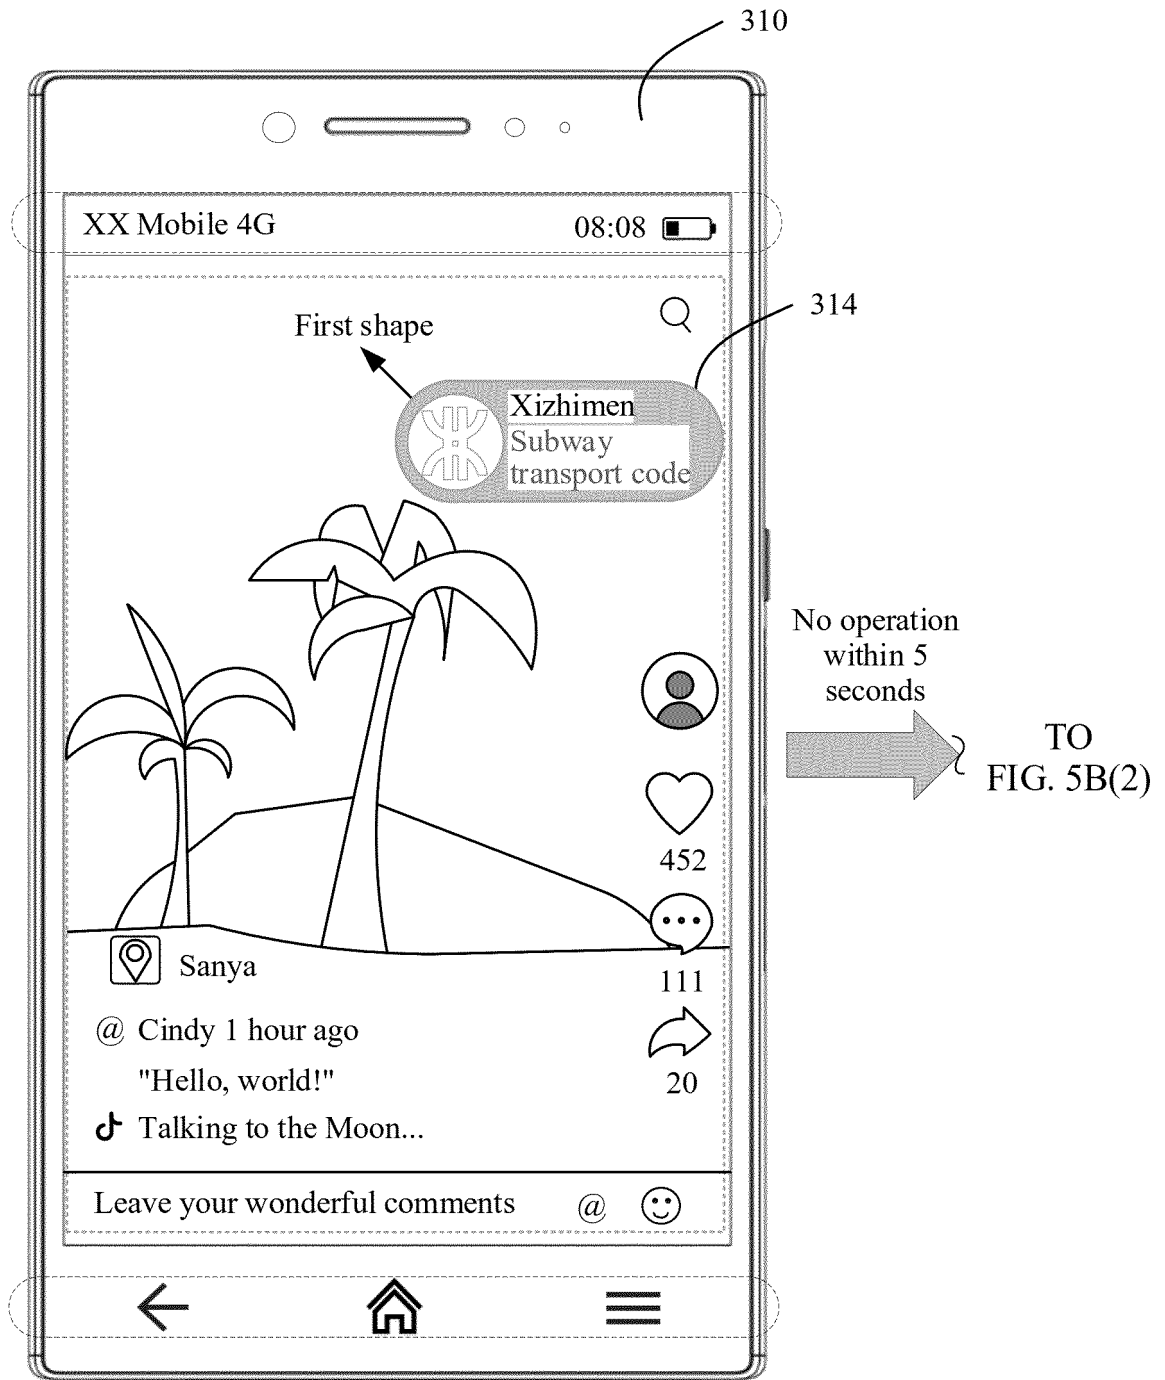 310
XX Mobile 4G
08:08
314
First shape
Xizhimen
Subway
transport code
No operation
within 5
seconds
TO
FIG. 5B(2)
452
111
20
Sanya
@ Cindy 1 hour ago
"Hello, world!"
Talking to the Moon...
Leave your wonderful comments @